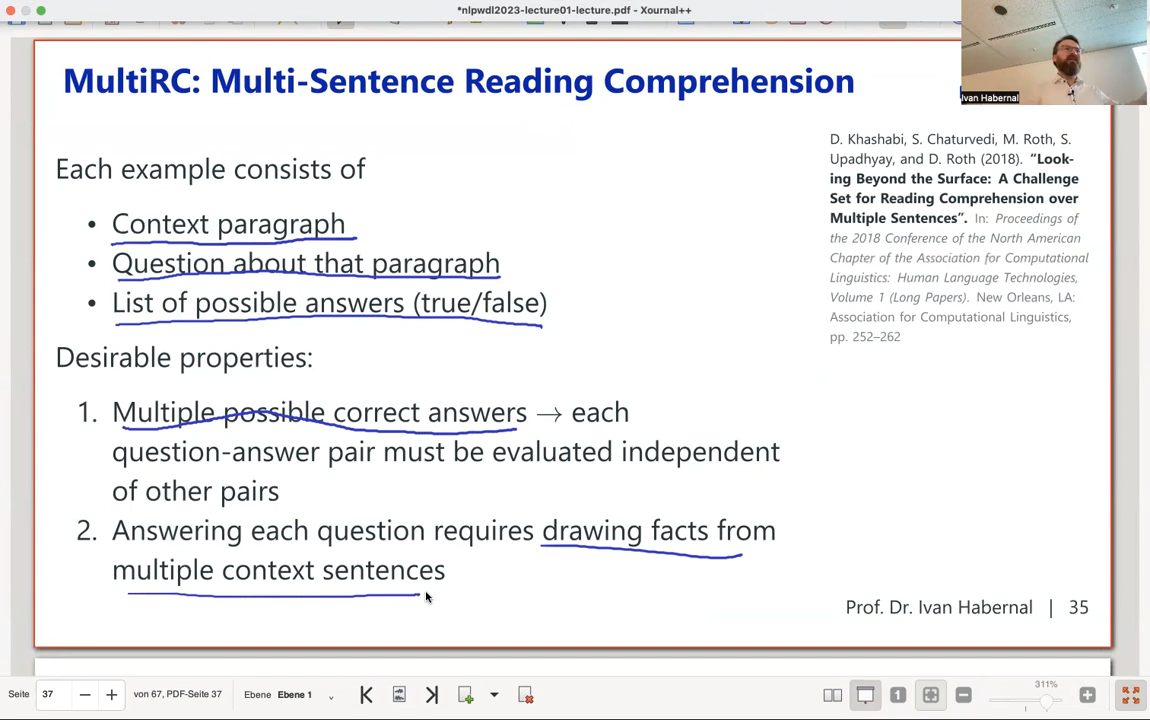 *nlpwdl2023-lecture01-lecture.pdf - Xournal++
MultiRC: Multi-Sentence Reading Comprehension
Ivan Habernal
Each example consists of
• Context paragraph
• Question about that paragraph
• List of possible answers (true/false)
Desirable properties:
1. Multiple possible correct answers → each
question-answer pair must be evaluated independent
of other pairs
2. Answering each question requires drawing facts from
multiple context sentences
D. Khashabi, S. Chaturvedi, M. Roth, S.
Upadhyay, and D. Roth (2018). “Look-
ing Beyond the Surface: A Challenge
Set for Reading Comprehension over
Multiple Sentences”. In: Proceedings of
the 2018 Conference of the North American
Chapter of the Association for Computational
Linguistics: Human Language Technologies,
Volume 1 (Long Papers). New Orleans, LA:
Association for Computational Linguistics,
pp. 252–262
Prof. Dr. Ivan Habernal | 35
Seite 37 von 67, PDF-Seite 37 Ebene Ebene 1 1 311%